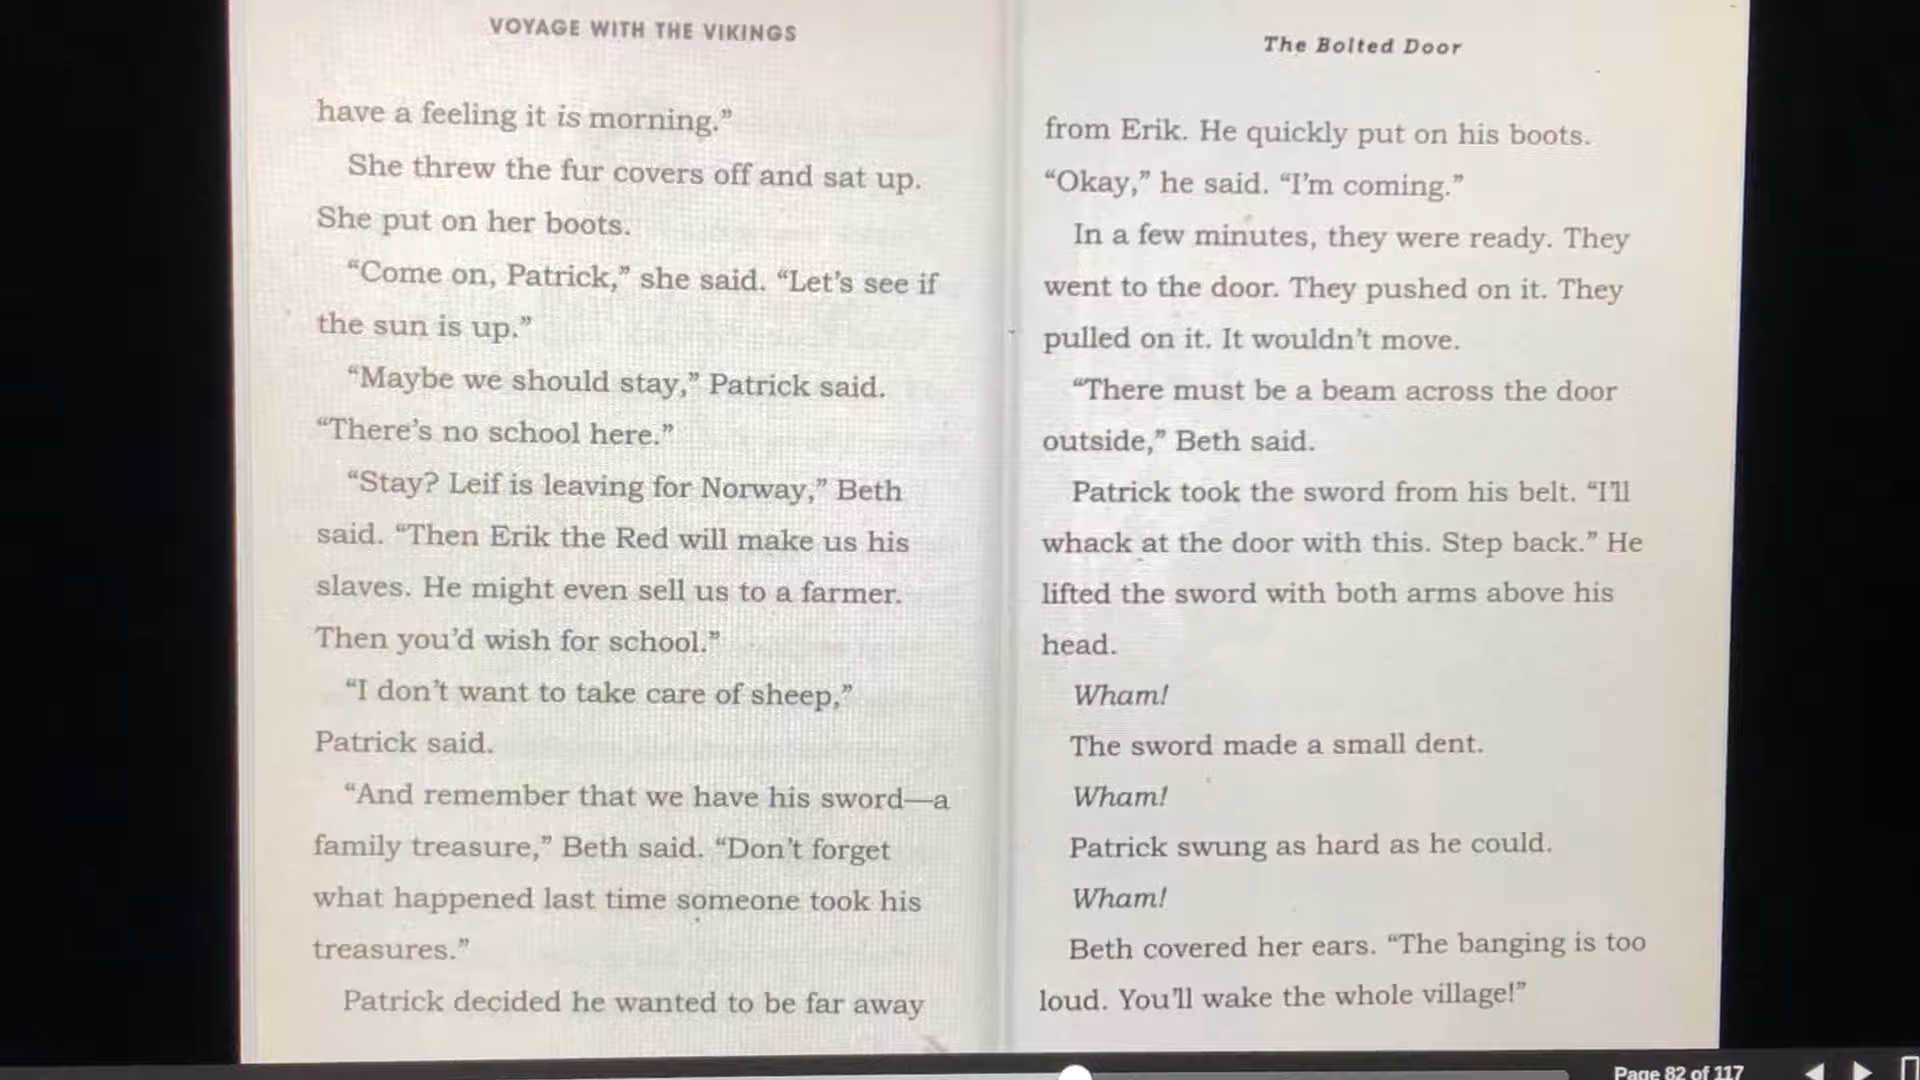 VOYAGE WITH THE VIKINGS
have a feeling it is morning.”
She threw the fur covers off and sat up.
She put on her boots.
“Come on, Patrick,” she said. “Let’s see if
the sun is up.”
“Maybe we should stay,” Patrick said.
“There’s no school here.”
“Stay? Leif is leaving for Norway,” Beth
said. “Then Erik the Red will make us his
slaves. He might even sell us to a farmer.
Then you’d wish for school.”
“I don’t want to take care of sheep,”
Patrick said.
“And remember that we have his sword—a
family treasure,” Beth said. “Don’t forget
what happened last time someone took his
treasures.”
Patrick decided he wanted to be far away
The Bolted Door
from Erik. He quickly put on his boots.
“Okay,” he said. “I’m coming.”
In a few minutes, they were ready. They
went to the door. They pushed on it. They
pulled on it. It wouldn’t move.
“There must be a beam across the door
outside,” Beth said.
Patrick took the sword from his belt. “I’ll
whack at the door with this. Step back.” He
lifted the sword with both arms above his
head.
Wham!
The sword made a small dent.
Wham!
Patrick swung as hard as he could.
Wham!
Beth covered her ears. “The banging is too
loud. You’ll wake the whole village!”
Page 82 of 117